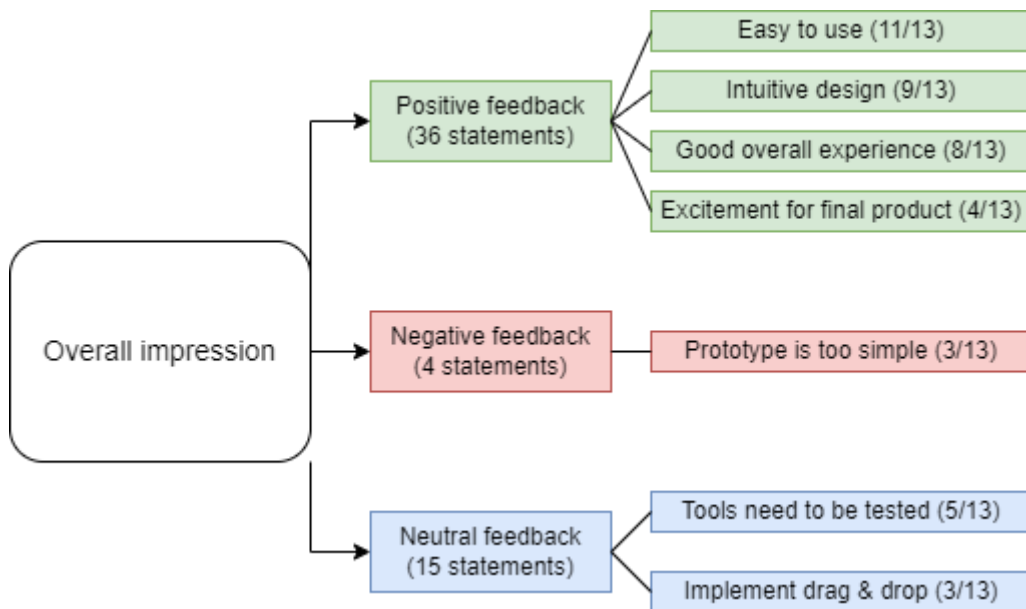 Overall impression
Positive feedback
(36 statements)
Easy to use (11/13)
Intuitive design (9/13)
Good overall experience (8/13)
Excitement for final product (4/13)
Negative feedback
(4 statements)
Prototype is too simple (3/13)
Neutral feedback
(15 statements)
Tools need to be tested (5/13)
Implement drag & drop (3/13)